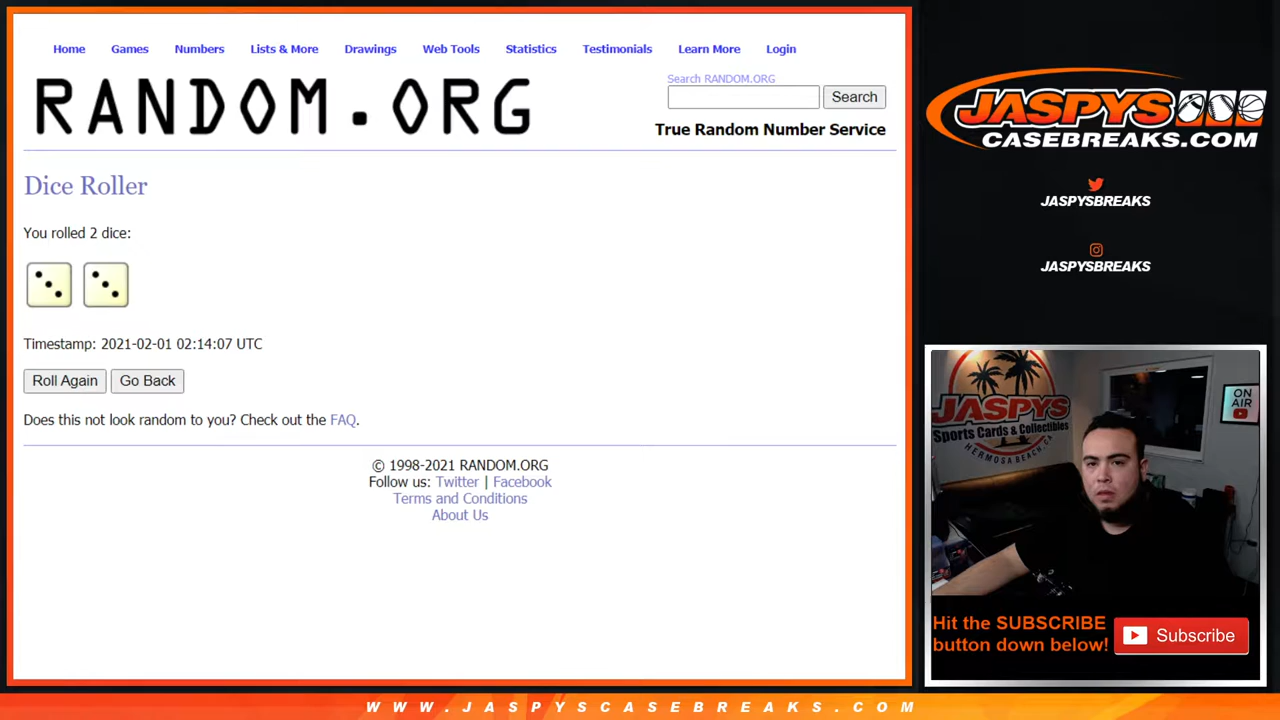 Home Games Numbers Lists & More Drawings Web Tools Statistics Testimonials Learn More Login
RANDOM.ORG
Search RANDOM.ORG
Search
True Random Number Service
Dice Roller
You rolled 2 dice:
Timestamp: 2021-02-01 02:14:07 UTC
Roll Again Go Back
Does this not look random to you? Check out the FAQ.
© 1998-2021 RANDOM.ORG
Follow us: Twitter | Facebook
Terms and Conditions
About Us
JASPYS
CASEBREAKS.COM
JASPYSBREAKS
JASPYSBREAKS
JASPYS
Sports Cards & Collectibles
HERMOSA BEACH, CA
ON
AIR
Hit the SUBSCRIBE
button down below!
Subscribe
WWW.JASPYSCASEBREAKS.COM